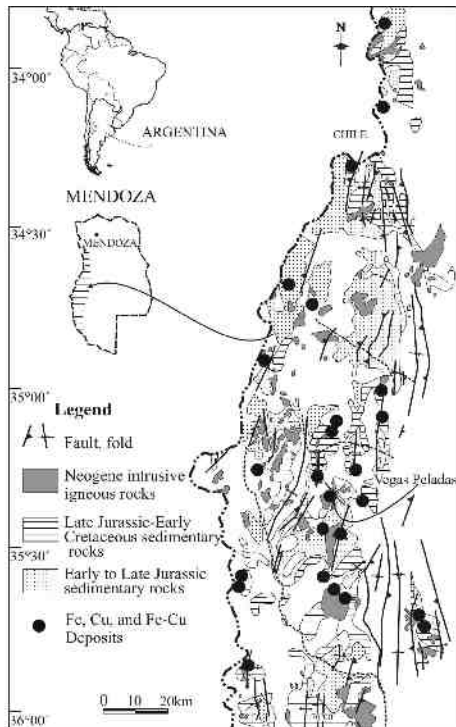 N
34°00'
CHILE
ARGENTINA
MENDOZA
MENDOZA
34°30'
35°00'
Legend
Fault, fold
Neogene intrusive
igneous rocks
Late Jurassic-Early
Cretaceous sedimentary
rocks
Early to Late Jurassic
sedimentary rocks
Fe, Cu, and Fe-Cu
Deposits
Vegas Peladas
35°30'
0 10 20km
36°00'